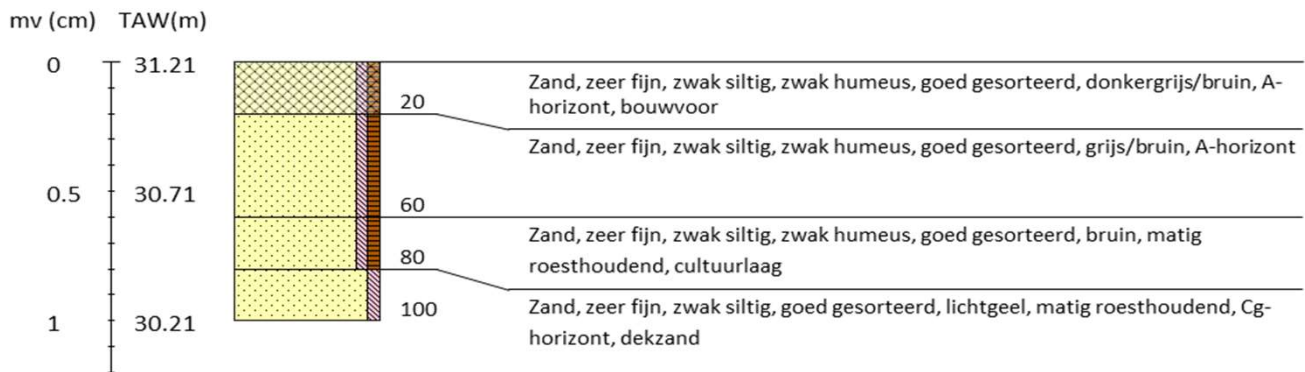 mv (cm) TAW(m)
0 31.21
Zand, zeer fijn, zwak siltig, zwak humeus, goed gesorteerd, donkergrijs/bruin, A-
horizont, bouwvoor
20
Zand, zeer fijn, zwak siltig, zwak humeus, goed gesorteerd, grijs/bruin, A-horizont
0.5 30.71
60
Zand, zeer fijn, zwak siltig, zwak humeus, goed gesorteerd, bruin, matig
roesthoudend, cultuurlaag
80
Zand, zeer fijn, zwak siltig, goed gesorteerd, lichtgeel, matig roesthoudend, Cg-
horizont, dekzand
100
1 30.21